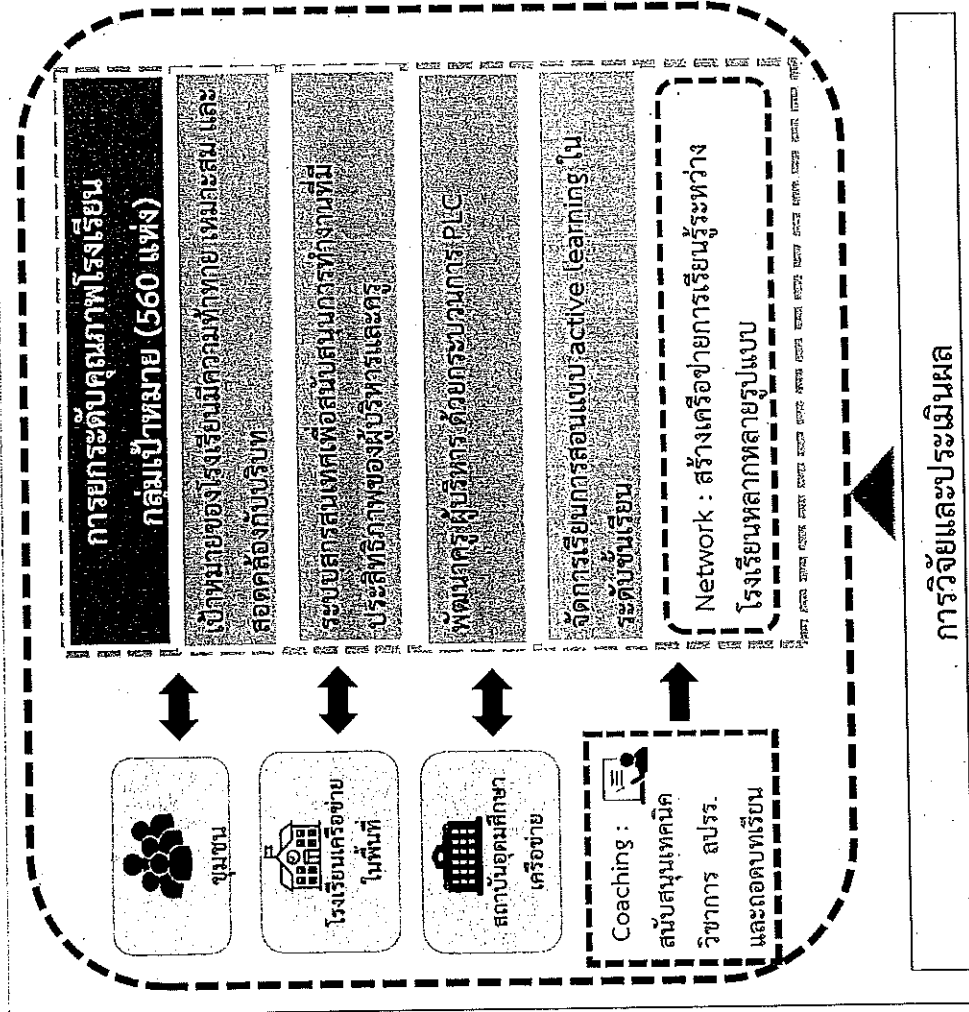 การยกระดับคุณภาพโรงเรียน
กลุ่มเป้าหมาย (560 แห่ง)
เป้าหมายของโรงเรียนมีความท้าทาย เหมาะสม และ
สอดคล้องกับบริบท
ระบบสารสนเทศเพื่อสนับสนุนการทำงานที่มี
ประสิทธิภาพของผู้บริหารและครู
พัฒนาครูผู้บริหาร ด้วยกระบวนการ PLC
จัดการเรียนการสอนแบบ active learning ใน
ระดับชั้นเรียน
Network : สร้างเครือข่ายการเรียนรู้ระหว่าง
โรงเรียนหลากหลายรูปแบบ
ชุมชน
โรงเรียนเครือข่าย
ในพื้นที่
สถาบันอุดมศึกษา
เครือข่าย
Coaching :
สนับสนุนเทคนิค
วิชาการ ลปรร.
และถอดบทเรียน
การวิจัยและประเมินผล